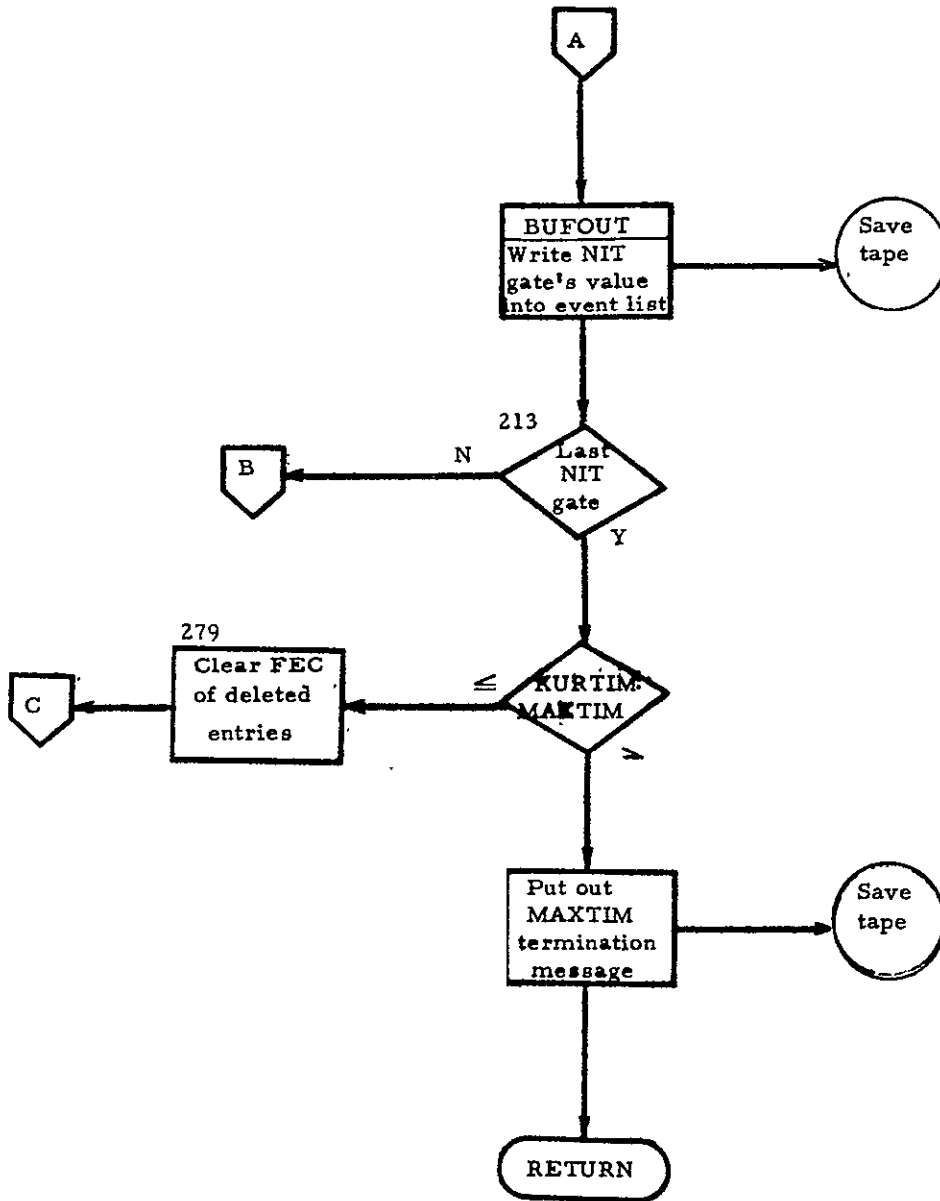 A
BUFOUT
Write NIT
gate's value
into event list
Save
tape
213
Last
NIT
gate
N
B
Y
279
Clear FEC
of deleted
entries
C
≦
KURTIM:
MAXTIM
>
Put out
MAXTIM
termination
message
Save
tape
RETURN